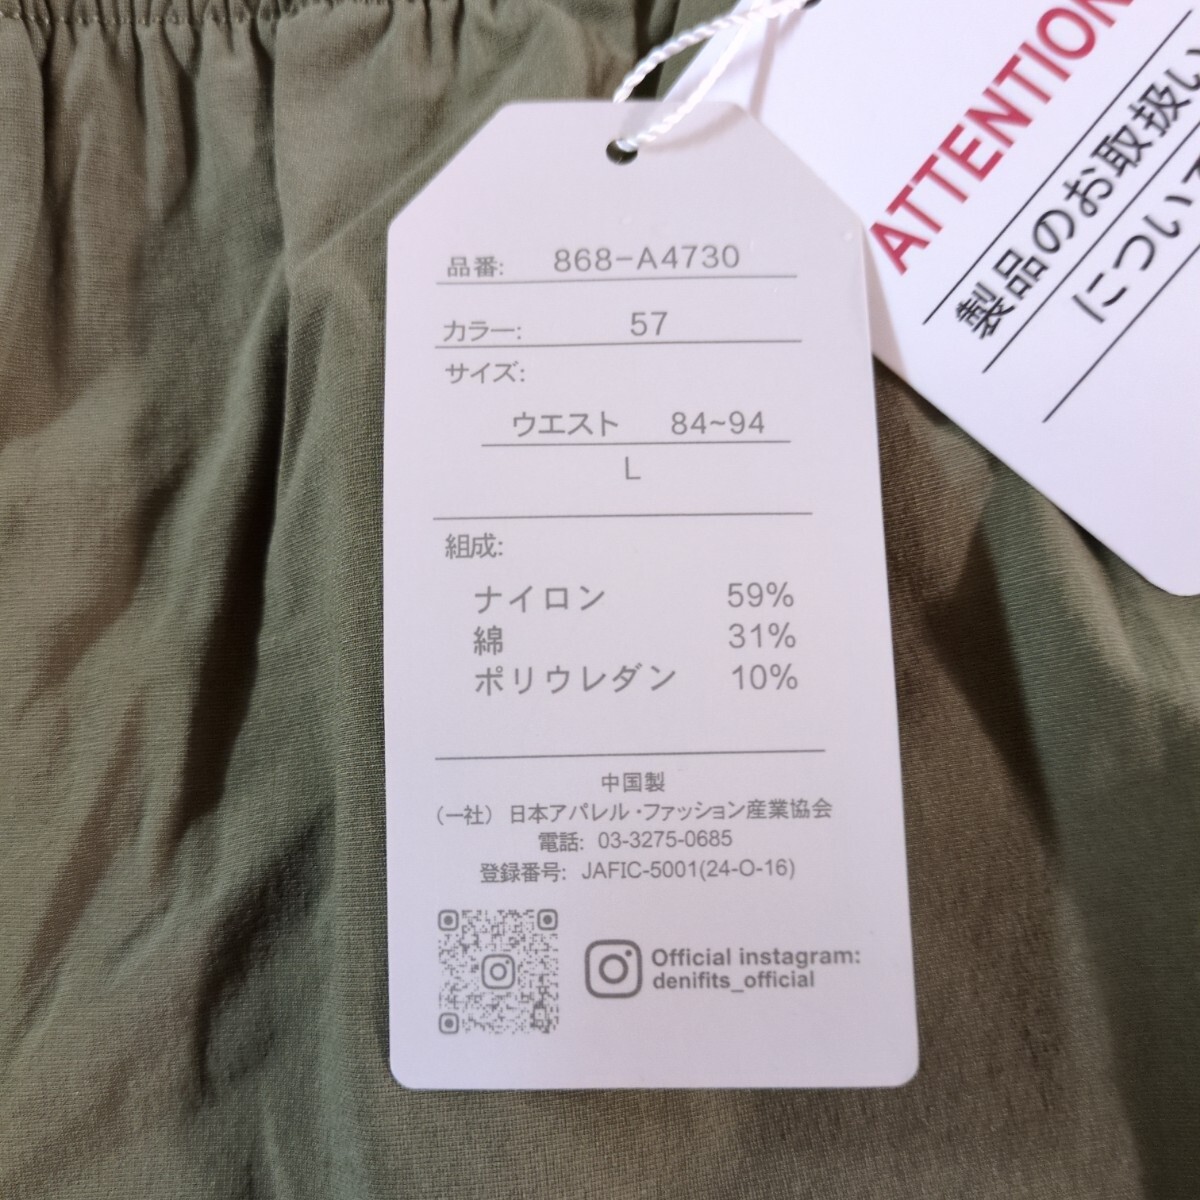 品番: 868-A4730
カラー: 57
サイズ:
ウエスト 84~94
L
組成:
ナイロン 59%
綿 31%
ポリウレダン 10%
中国製
（一社）日本アパレル・ファッション産業協会
電話: 03-3275-0685
登録番号: JAFIC-5001(24-O-16)
Official instagram:
denifits_official
ATTENTION
製品のお取扱い
について